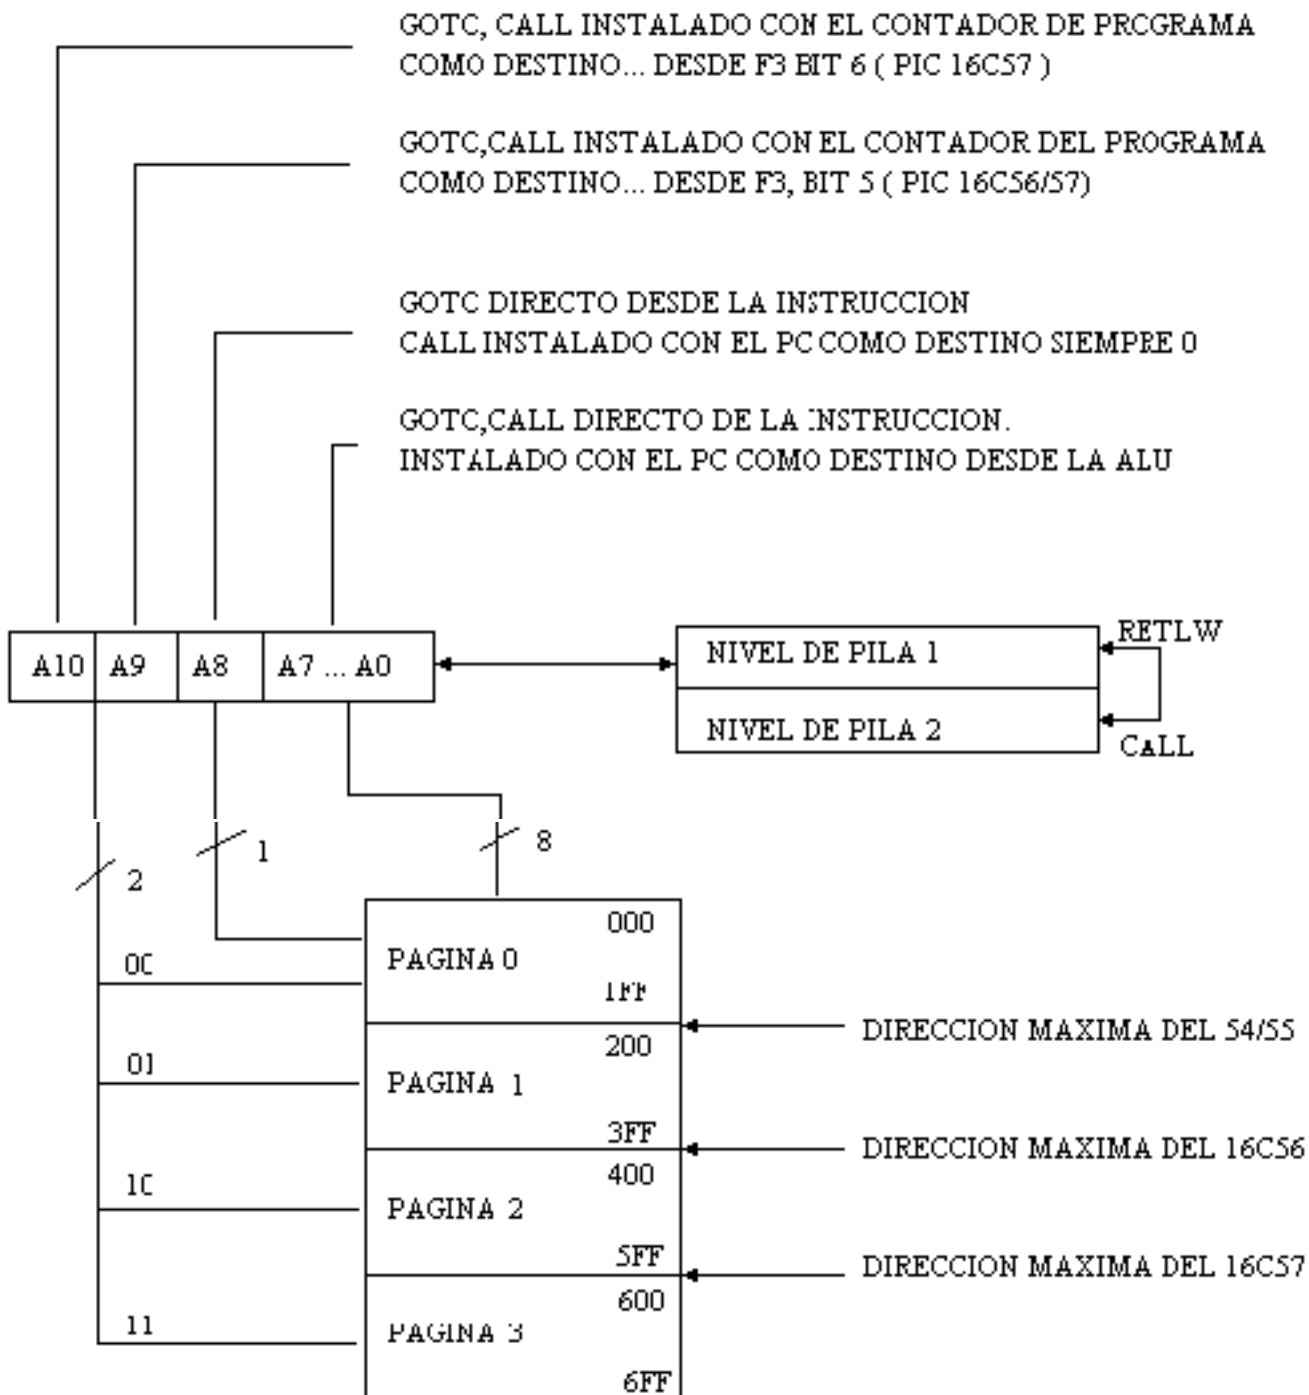 GOTC, CALL INSTALADO CON EL CONTADOR DE PRCGRAMA
COMO DESTINO... DESDE F3 BIT 6 ( PIC 16C57 )
GOTC,CALL INSTALADO CON EL CONTADOR DEL PROGRAMA
COMO DESTINO... DESDE F3, BIT 5 ( PIC 16C56/57)
GOTC DIRECTO DESDE LA INSTRUCCION
CALL INSTALADO CON EL PC COMO DESTINO SIEMPRE 0
GOTC,CALL DIRECTO DE LA INSTRUCCION.
INSTALADO CON EL PC COMO DESTINO DESDE LA ALU
A10 A9 A8 A7 ... A0
NIVEL DE PILA 1
NIVEL DE PILA 2
RETLW
CALL
2
1
8
00
01
10
11
000
PAGINA 0
1FF
200
PAGINA 1
3FF
400
PAGINA 2
5FF
600
PAGINA 3
6FF
DIRECCION MAXIMA DEL 54/55
DIRECCION MAXIMA DEL 16C56
DIRECCION MAXIMA DEL 16C57